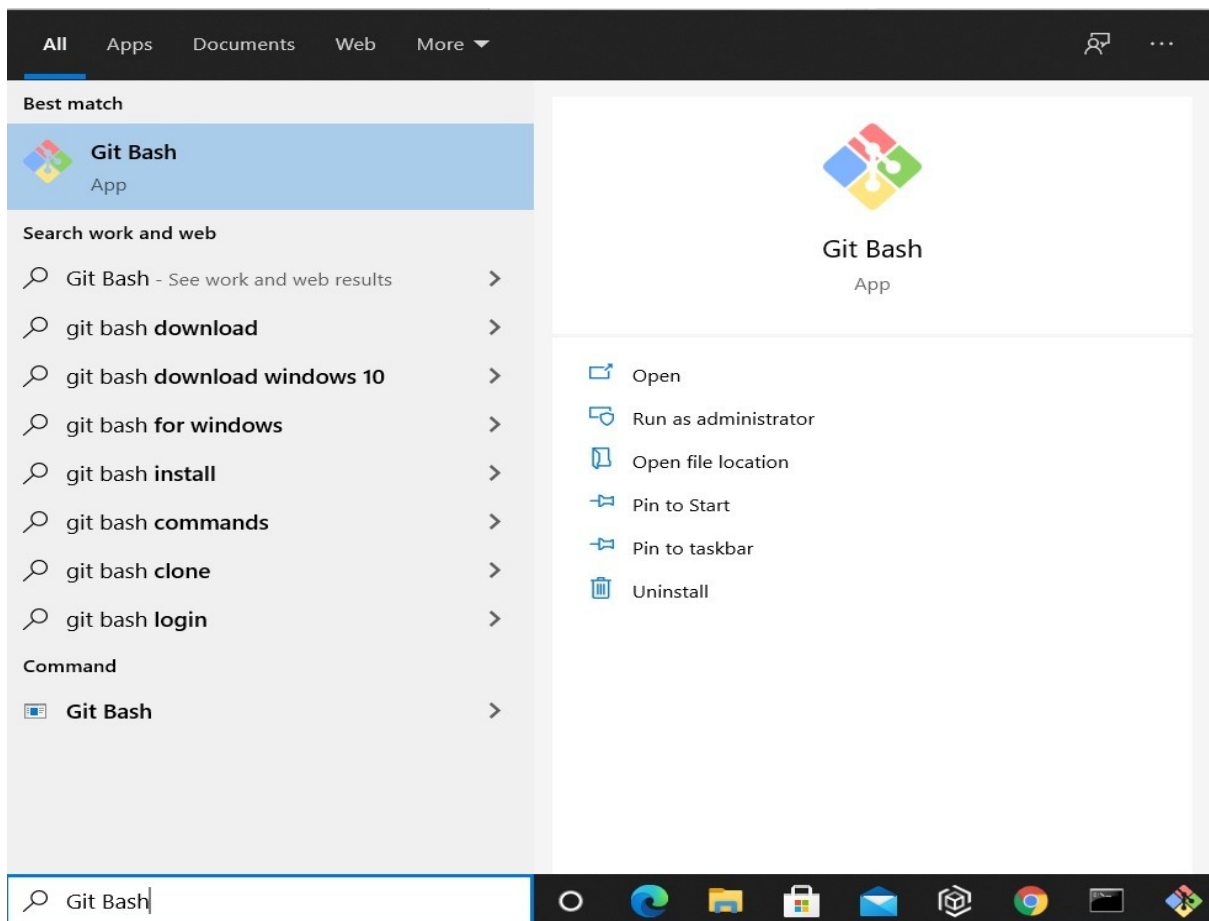 All Apps Documents Web More
Best match
Git Bash
App
Search work and web
Git Bash - See work and web results
git bash download
git bash download windows 10
git bash for windows
git bash install
git bash commands
git bash clone
git bash login
Command
Git Bash
Git Bash
App
Open
Run as administrator
Open file location
Pin to Start
Pin to taskbar
Uninstall
Git Bash